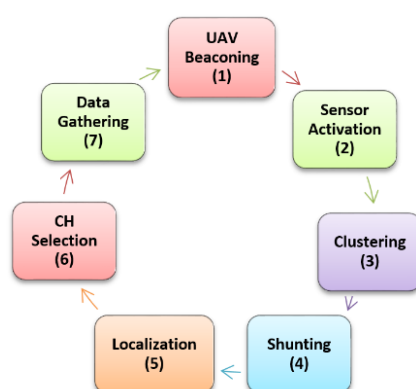 UAV
Beaconing
(1)
Sensor
Activation
(2)
Clustering
(3)
Shunting
(4)
Localization
(5)
CH
Selection
(6)
Data
Gathering
(7)